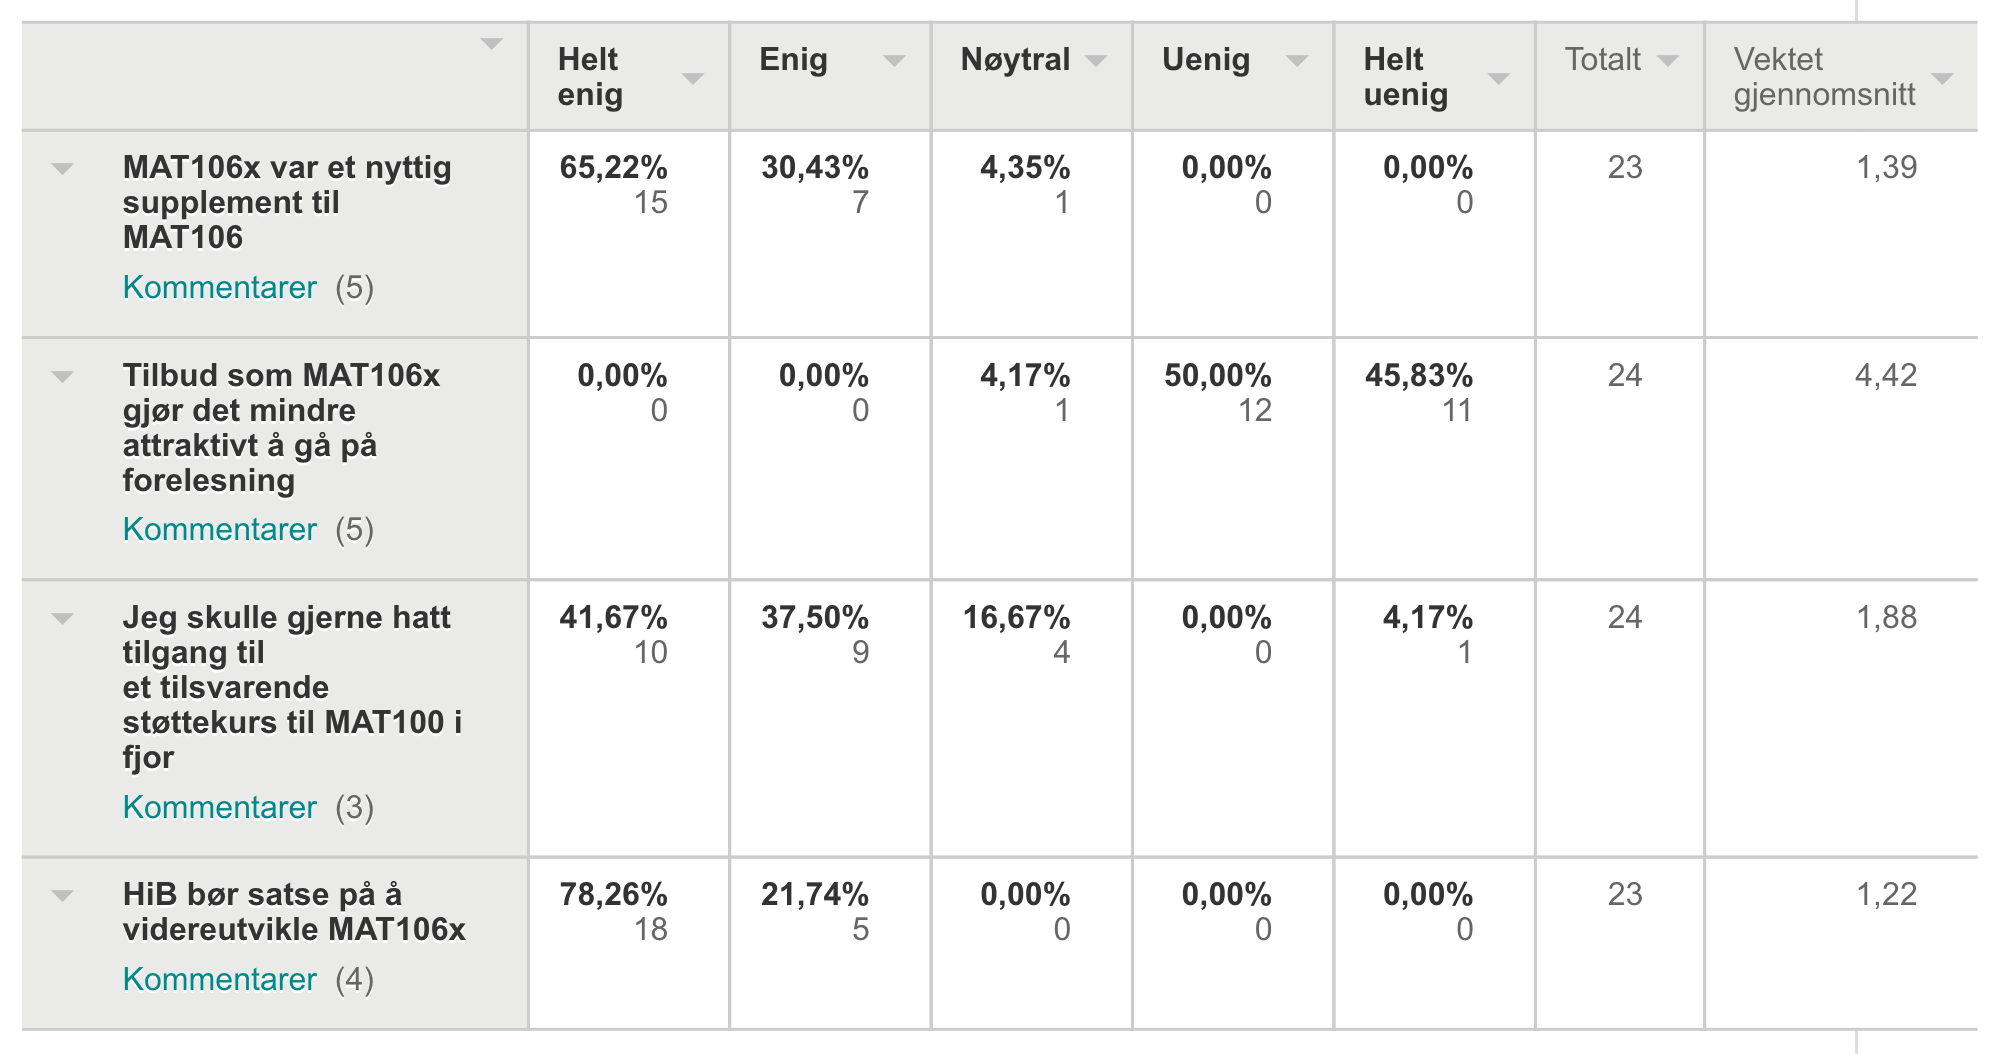 Helt enig
Enig
Nøytral
Uenig
Helt uenig
Totalt
Vektet gjennomsnitt
MAT106x var et nyttig
supplement til
MAT106
Kommentarer (5)
65,22%
15
30,43%
7
4,35%
1
0,00%
0
0,00%
0
23
1,39
Tilbud som MAT106x
gjør det mindre
attraktivt å gå på
forelesning
Kommentarer (5)
0,00%
0
0,00%
0
4,17%
1
50,00%
12
45,83%
11
24
4,42
Jeg skulle gjerne hatt
tilgang til
et tilsvarende
støttekurs til MAT100 i
fjor
Kommentarer (3)
41,67%
10
37,50%
9
16,67%
4
0,00%
0
4,17%
1
24
1,88
HiB bør satse på å
videreutvikle MAT106x
Kommentarer (4)
78,26%
18
21,74%
5
0,00%
0
0,00%
0
0,00%
0
23
1,22